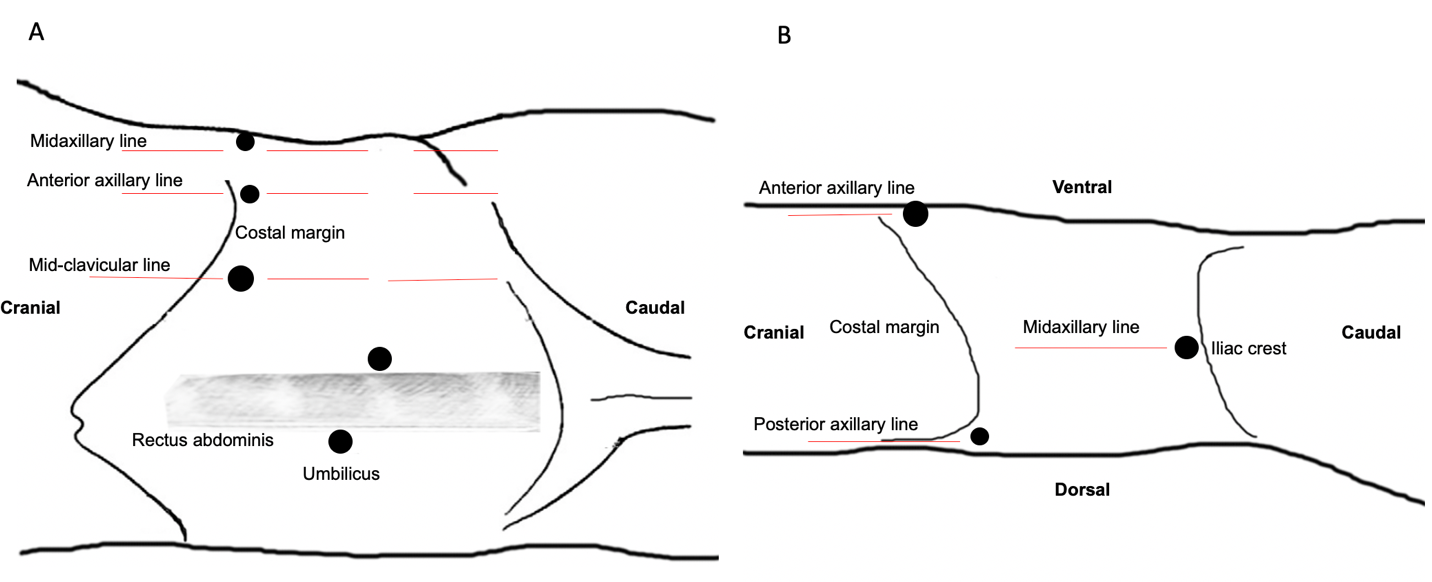 A
Midaxillary line
Anterior axillary line
Costal margin
Mid-clavicular line
Cranial
Caudal
Rectus abdominis
Umbilicus
B
Anterior axillary line
Ventral
Cranial
Costal margin
Midaxillary line
Iliac crest
Caudal
Posterior axillary line
Dorsal